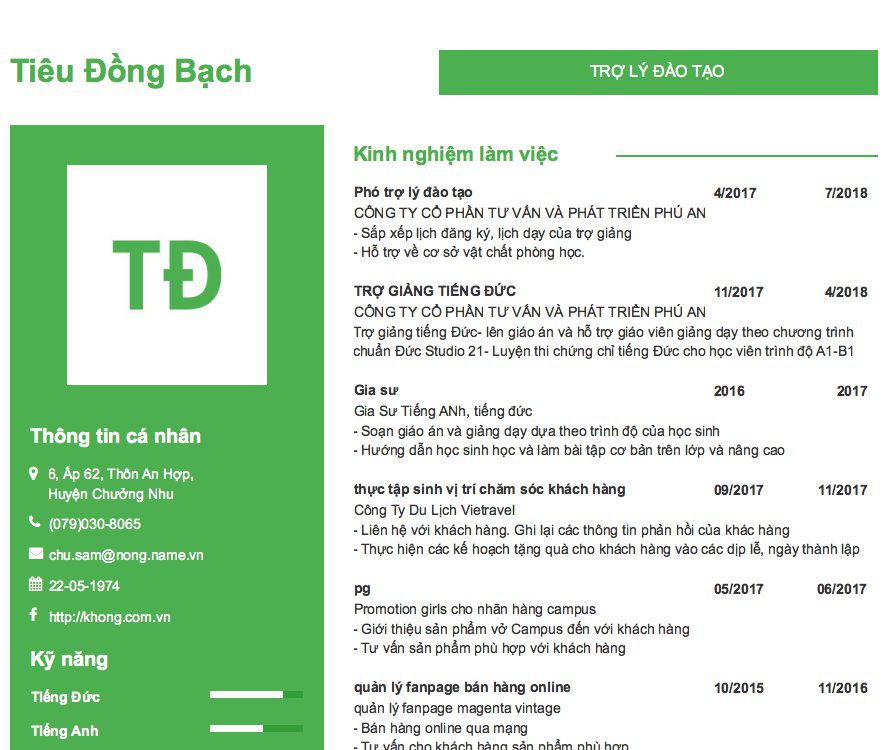 Tiêu Đồng Bạch
TRỢ LÝ ĐÀO TẠO
TĐ
Thông tin cá nhân
6, Ấp 62, Thôn An Hợp,
Huyện Chưởng Nhu
(079)030-8065
chu.sam@nong.name.vn
22-05-1974
http://khong.com.vn
Kỹ năng
Tiếng Đức
Tiếng Anh
Kinh nghiệm làm việc
Phó trợ lý đào tạo 4/2017 7/2018
CÔNG TY CỔ PHẦN TƯ VẤN VÀ PHÁT TRIỂN PHÚ AN
- Sắp xếp lịch đăng ký, lịch dạy của trợ giảng
- Hỗ trợ về cơ sở vật chất phòng học.
TRỢ GIẢNG TIẾNG ĐỨC 11/2017 4/2018
CÔNG TY CỔ PHẦN TƯ VẤN VÀ PHÁT TRIỂN PHÚ AN
Trợ giảng tiếng Đức- lên giáo án và hỗ trợ giáo viên giảng dạy theo chương trình
chuẩn Đức Studio 21- Luyện thi chứng chỉ tiếng Đức cho học viên trình độ A1-B1
Gia sư 2016 2017
Gia Sư Tiếng ANh, tiếng đức
- Soạn giáo án và giảng dạy dựa theo trình độ của học sinh
- Hướng dẫn học sinh học và làm bài tập cơ bản trên lớp và nâng cao
thực tập sinh vị trí chăm sóc khách hàng 09/2017 11/2017
Công Ty Du Lịch Vietravel
- Liên hệ với khách hàng. Ghi lại các thông tin phản hồi của khác hàng
- Thực hiện các kế hoạch tặng quà cho khách hàng vào các dịp lễ, ngày thành lập
pg 05/2017 06/2017
Promotion girls cho nhãn hàng campus
- Giới thiệu sản phẩm vở Campus đến với khách hàng
- Tư vấn sản phẩm phù hợp với khách hàng
quản lý fanpage bán hàng online 10/2015 11/2016
quản lý fanpage magenta vintage
- Bán hàng online qua mạng
- Tư vấn cho khách hàng sản phẩm phù hợp